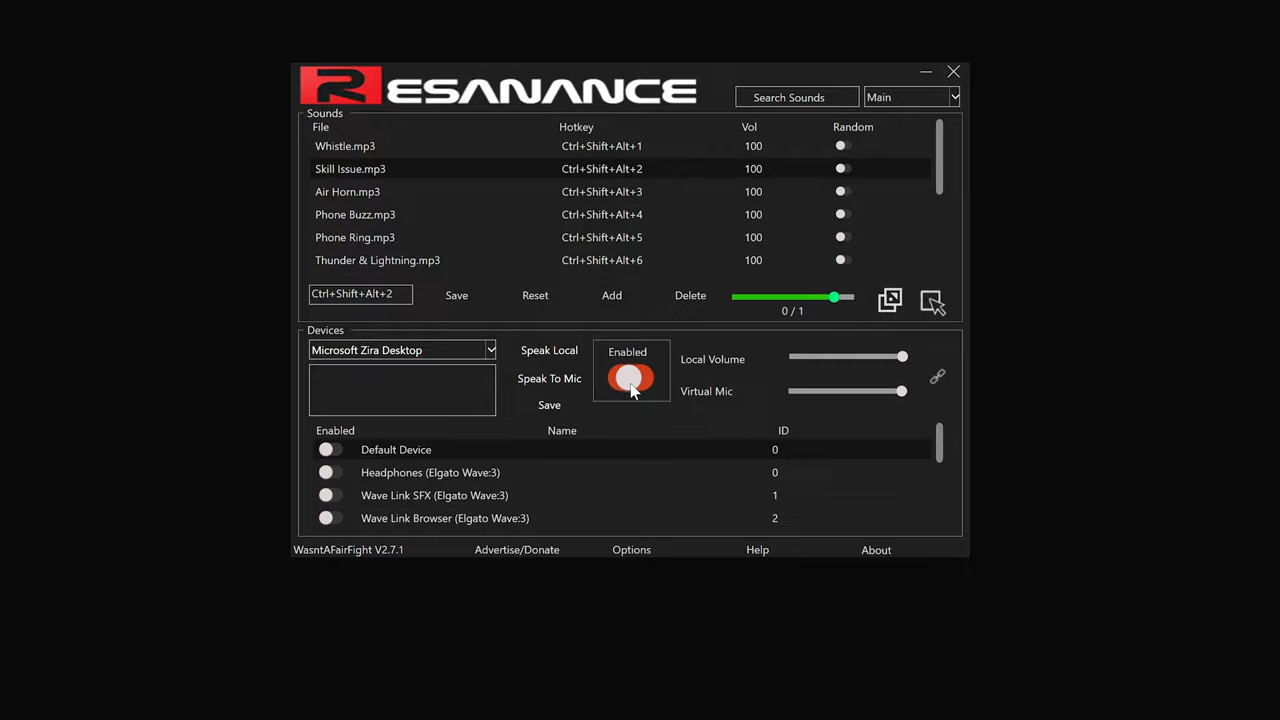 RESANANCE
Search Sounds Main
Sounds
File Hotkey Vol Random
Whistle.mp3 Ctrl+Shift+Alt+1 100
Skill Issue.mp3 Ctrl+Shift+Alt+2 100
Air Horn.mp3 Ctrl+Shift+Alt+3 100
Phone Buzz.mp3 Ctrl+Shift+Alt+4 100
Phone Ring.mp3 Ctrl+Shift+Alt+5 100
Thunder & Lightning.mp3 Ctrl+Shift+Alt+6 100
Ctrl+Shift+Alt+2 Save Reset Add Delete
0 / 1
Devices
Microsoft Zira Desktop Speak Local Enabled Local Volume
Speak To Mic Virtual Mic
Save
Enabled Name ID
Default Device 0
Headphones (Elgato Wave:3) 0
Wave Link SFX (Elgato Wave:3) 1
Wave Link Browser (Elgato Wave:3) 2
WasntAFairFight V2.7.1 Advertise/Donate Options Help About